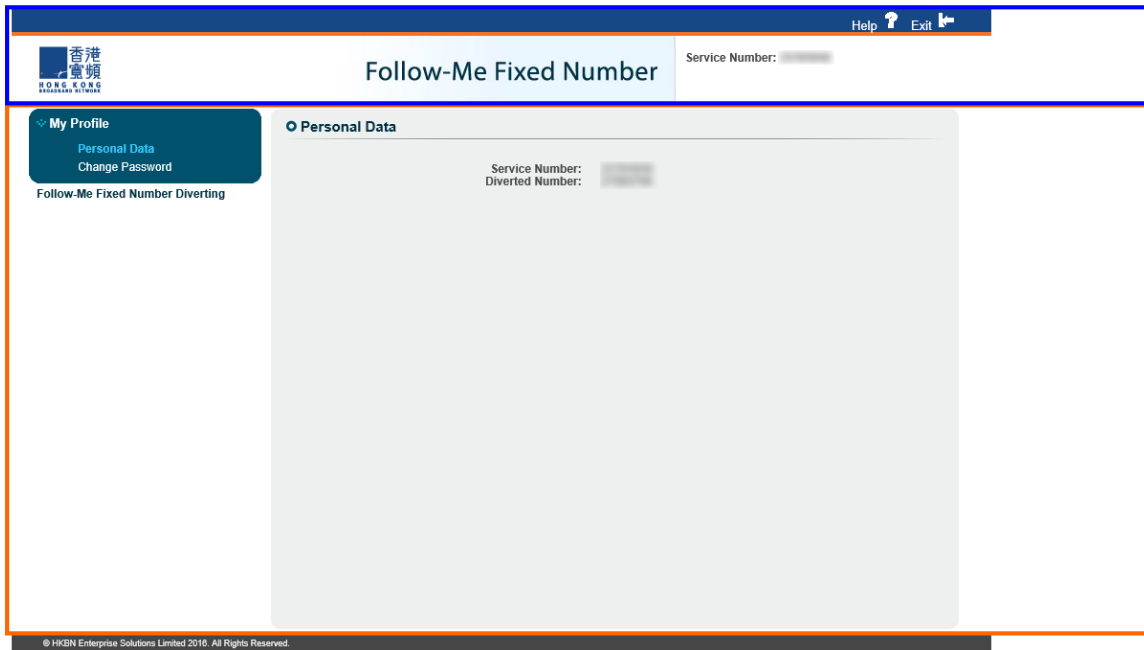 Help ? Exit
香港
寬頻
HONG KONG
BROADBAND NETWORK
Follow-Me Fixed Number
Service Number:
My Profile
Personal Data
Change Password
Follow-Me Fixed Number Diverting
Personal Data
Service Number:
Diverted Number:
© HKBN Enterprise Solutions Limited 2016. All Rights Reserved.